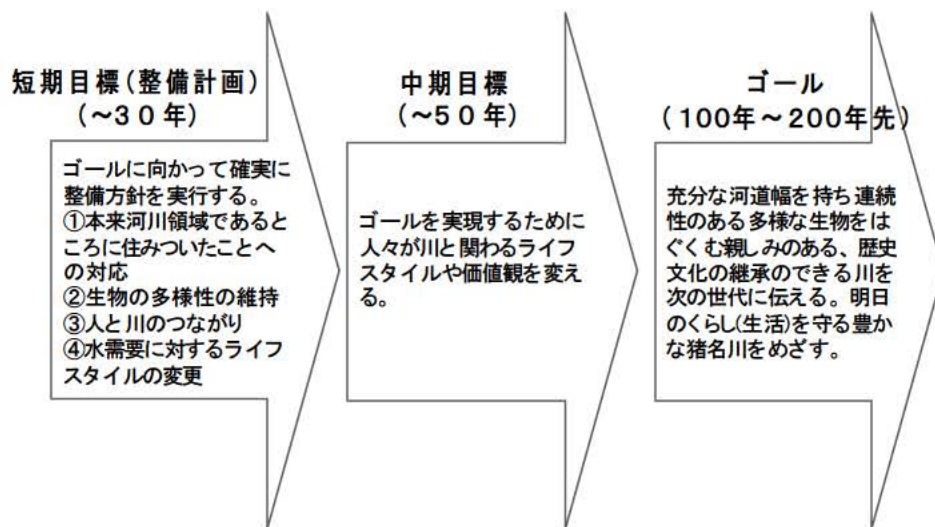 短期目標(整備計画)
(～30年)
ゴールに向かって確実に
整備方針を実行する。
①本来河川領域であると
ころに住みついたことへ
の対応
②生物の多様性の維持
③人と川のつながり
④水需要に対するライフ
スタイルの変更
中期目標
(～50年)
ゴールを実現するために
人々が川と関わるライフ
スタイルや価値観を変え
る。
ゴール
(100年～200年先)
充分な河道幅を持ち連続
性のある多様な生物をは
ぐくむ親しみのある、歴史
文化の継承のできる川を
次の世代に伝える。明日
のくらし(生活)を守る豊か
な猪名川をめざす。